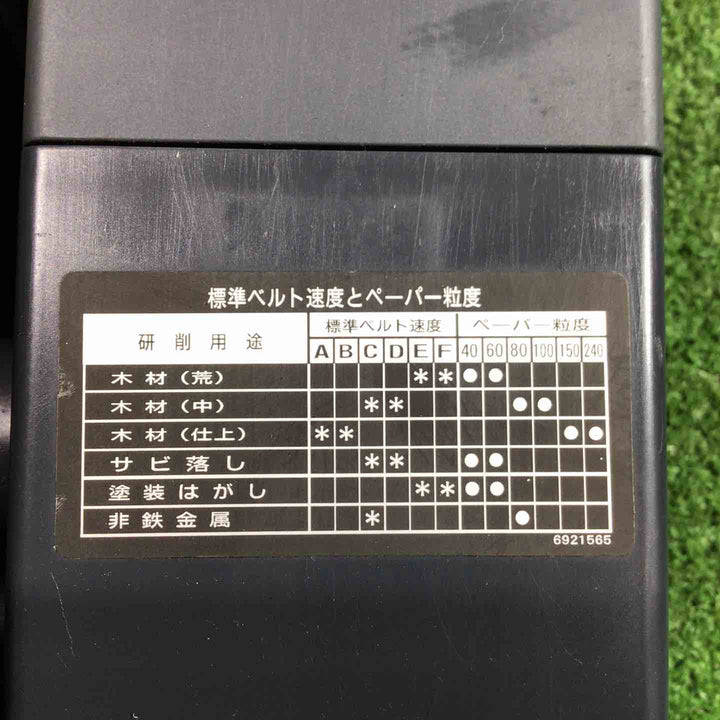 標準ベルト速度とペーパー粒度
研削用途 標準ベルト速度 ペーパー粒度
A B C D E F 40 60 80 100 150 240
木材(荒) * * ● ●
木材(中) * * ● ●
木材(仕上) * * ● ●
サビ落し * * ● ●
塗装はがし * * ● ●
非鉄金属 * ●
6921565